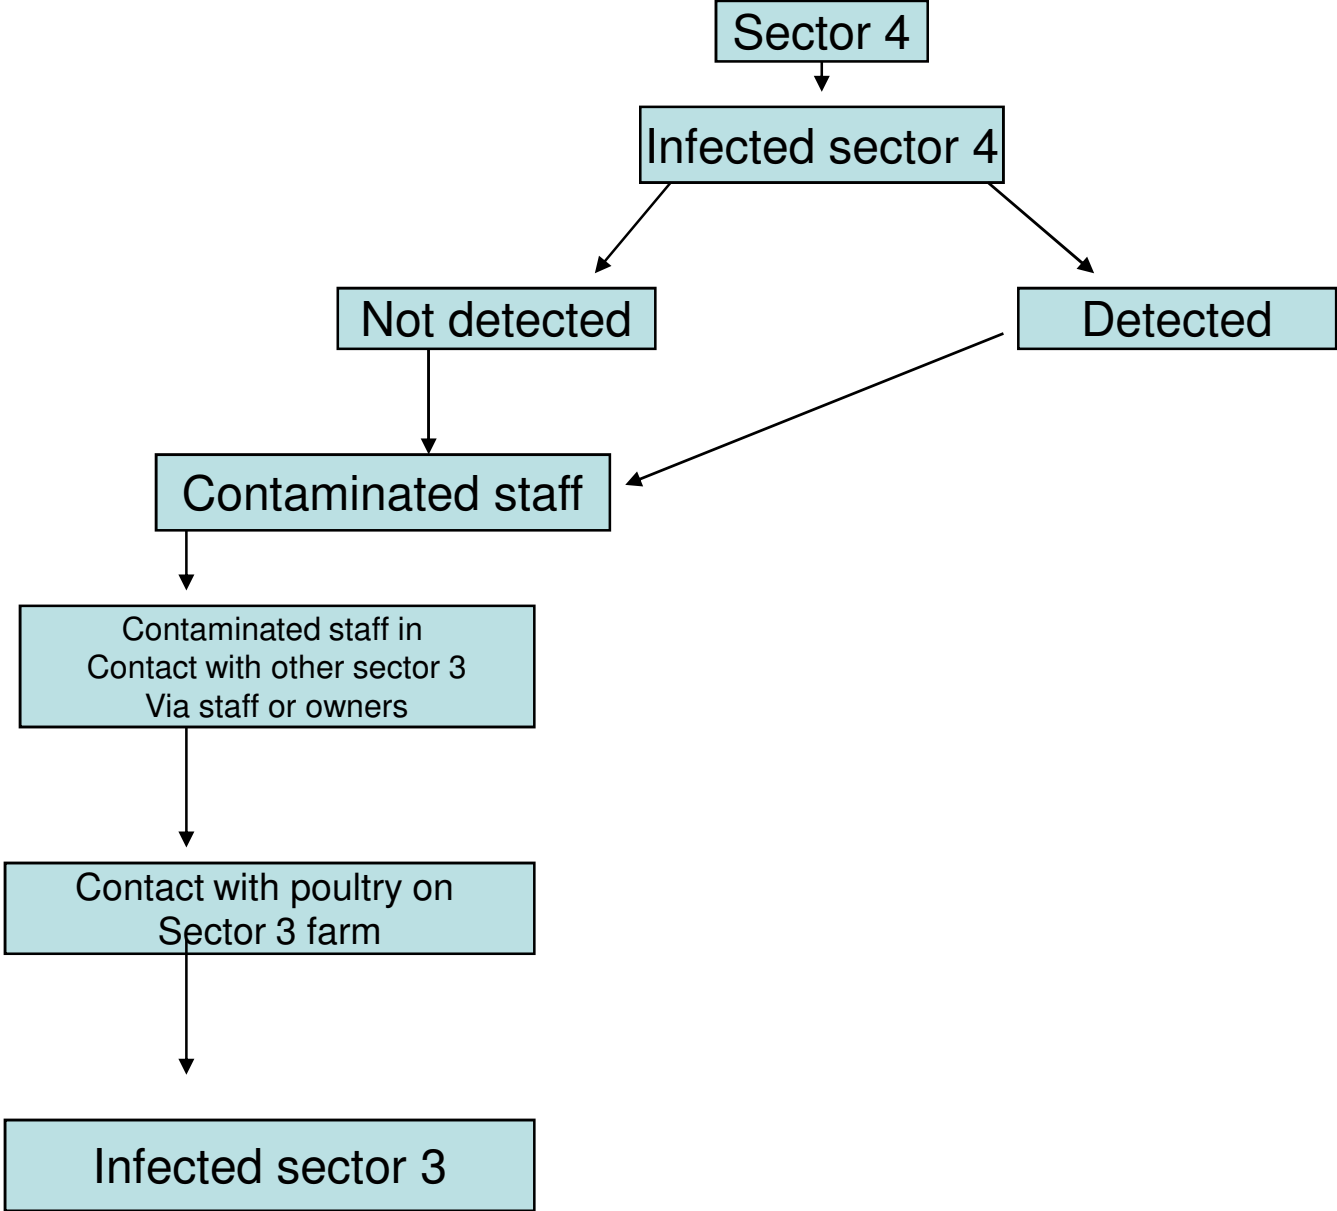 Sector 4
Infected sector 4
Not detected
Detected
Contaminated staff
Contaminated staff in
Contact with other sector 3
Via staff or owners
Contact with poultry on
Sector 3 farm
Infected sector 3